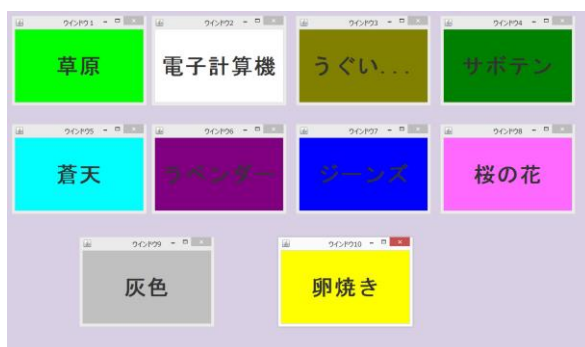 ウインドウ1
ウインドウ2
ウインドウ3
ウインドウ4
草原
電子計算機
うぐい...
サボテン
ウインドウ5
ウインドウ6
ウインドウ7
ウインドウ8
蒼天
ラベンダー
ジーンズ
桜の花
ウインドウ9
ウインドウ10
灰色
卵焼き